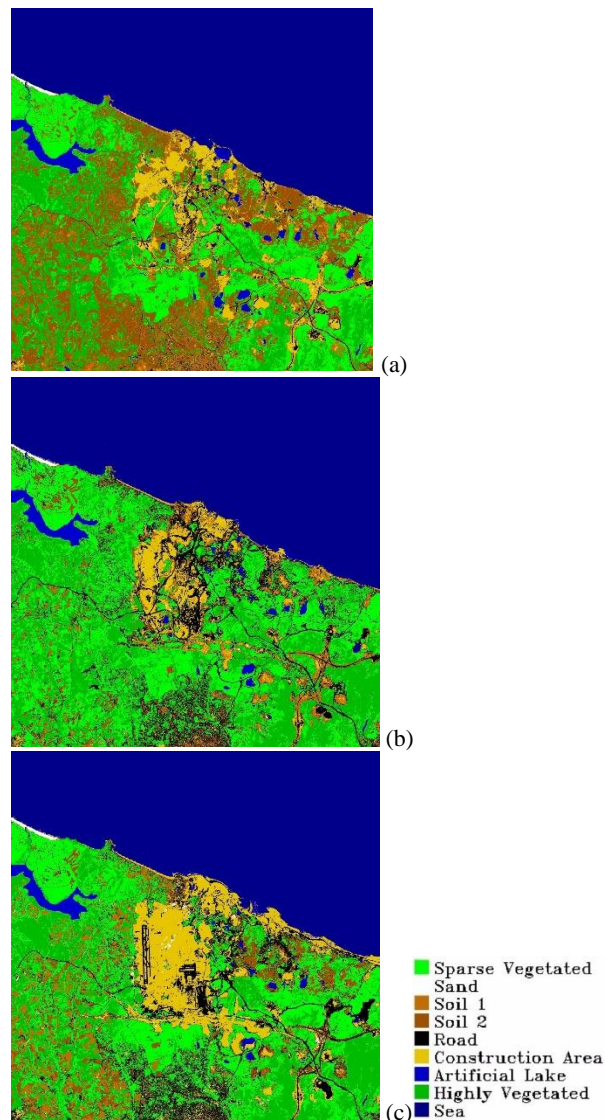 (a)
(b)
Sparse Vegetated
Sand
Soil 1
Soil 2
Road
Construction Area
Artificial Lake
Highly Vegetated
Sea
(c)